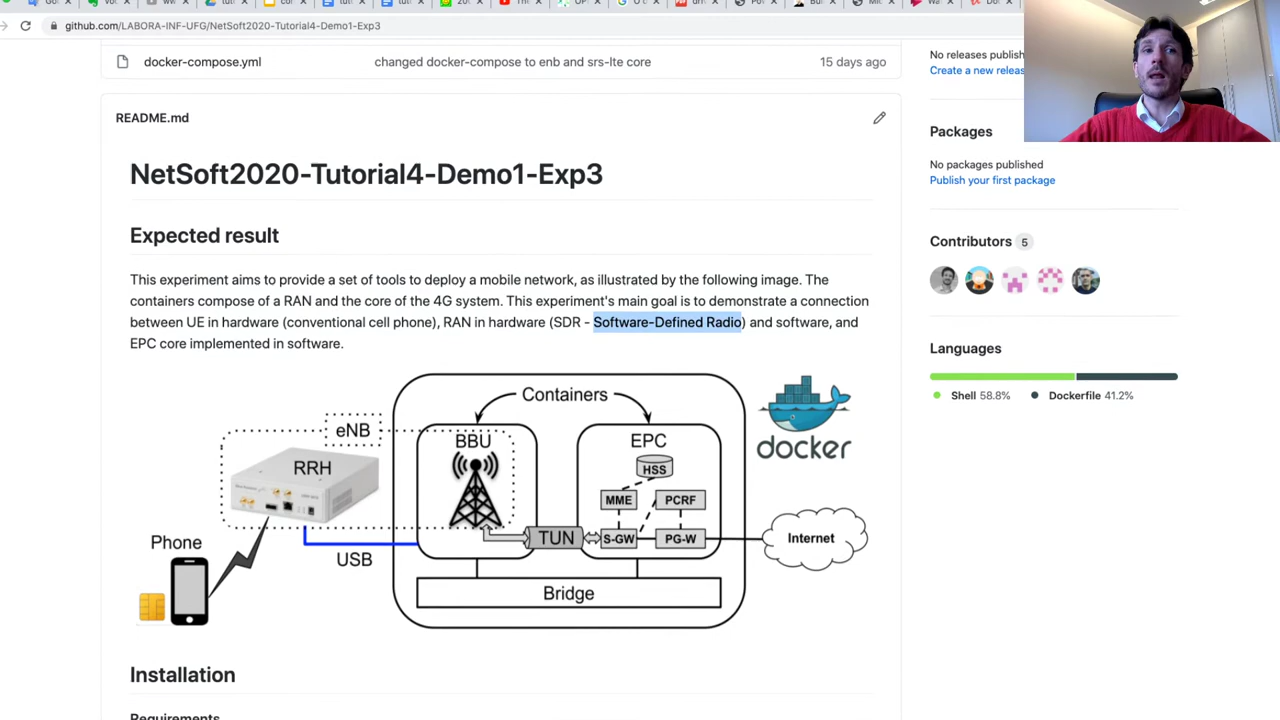 github.com/LABORA-INF-UFG/NetSoft2020-Tutorial4-Demo1-Exp3
docker-compose.yml changed docker-compose to enb and srs-lte core 15 days ago
README.md
NetSoft2020-Tutorial4-Demo1-Exp3
Expected result
This experiment aims to provide a set of tools to deploy a mobile network, as illustrated by the following image. The
containers compose of a RAN and the core of the 4G system. This experiment's main goal is to demonstrate a connection
between UE in hardware (conventional cell phone), RAN in hardware (SDR - Software-Defined Radio) and software, and
EPC core implemented in software.
Containers
eNB
BBU
EPC
docker
RRH
HSS
MME
PCRF
Phone
TUN
S-GW
PG-W
Internet
USB
Bridge
Installation
Requirements
No releases
Create a new
Packages
No packages published
Publish your first package
Contributors 5
Languages
Shell 58.8%
Dockerfile 41.2%